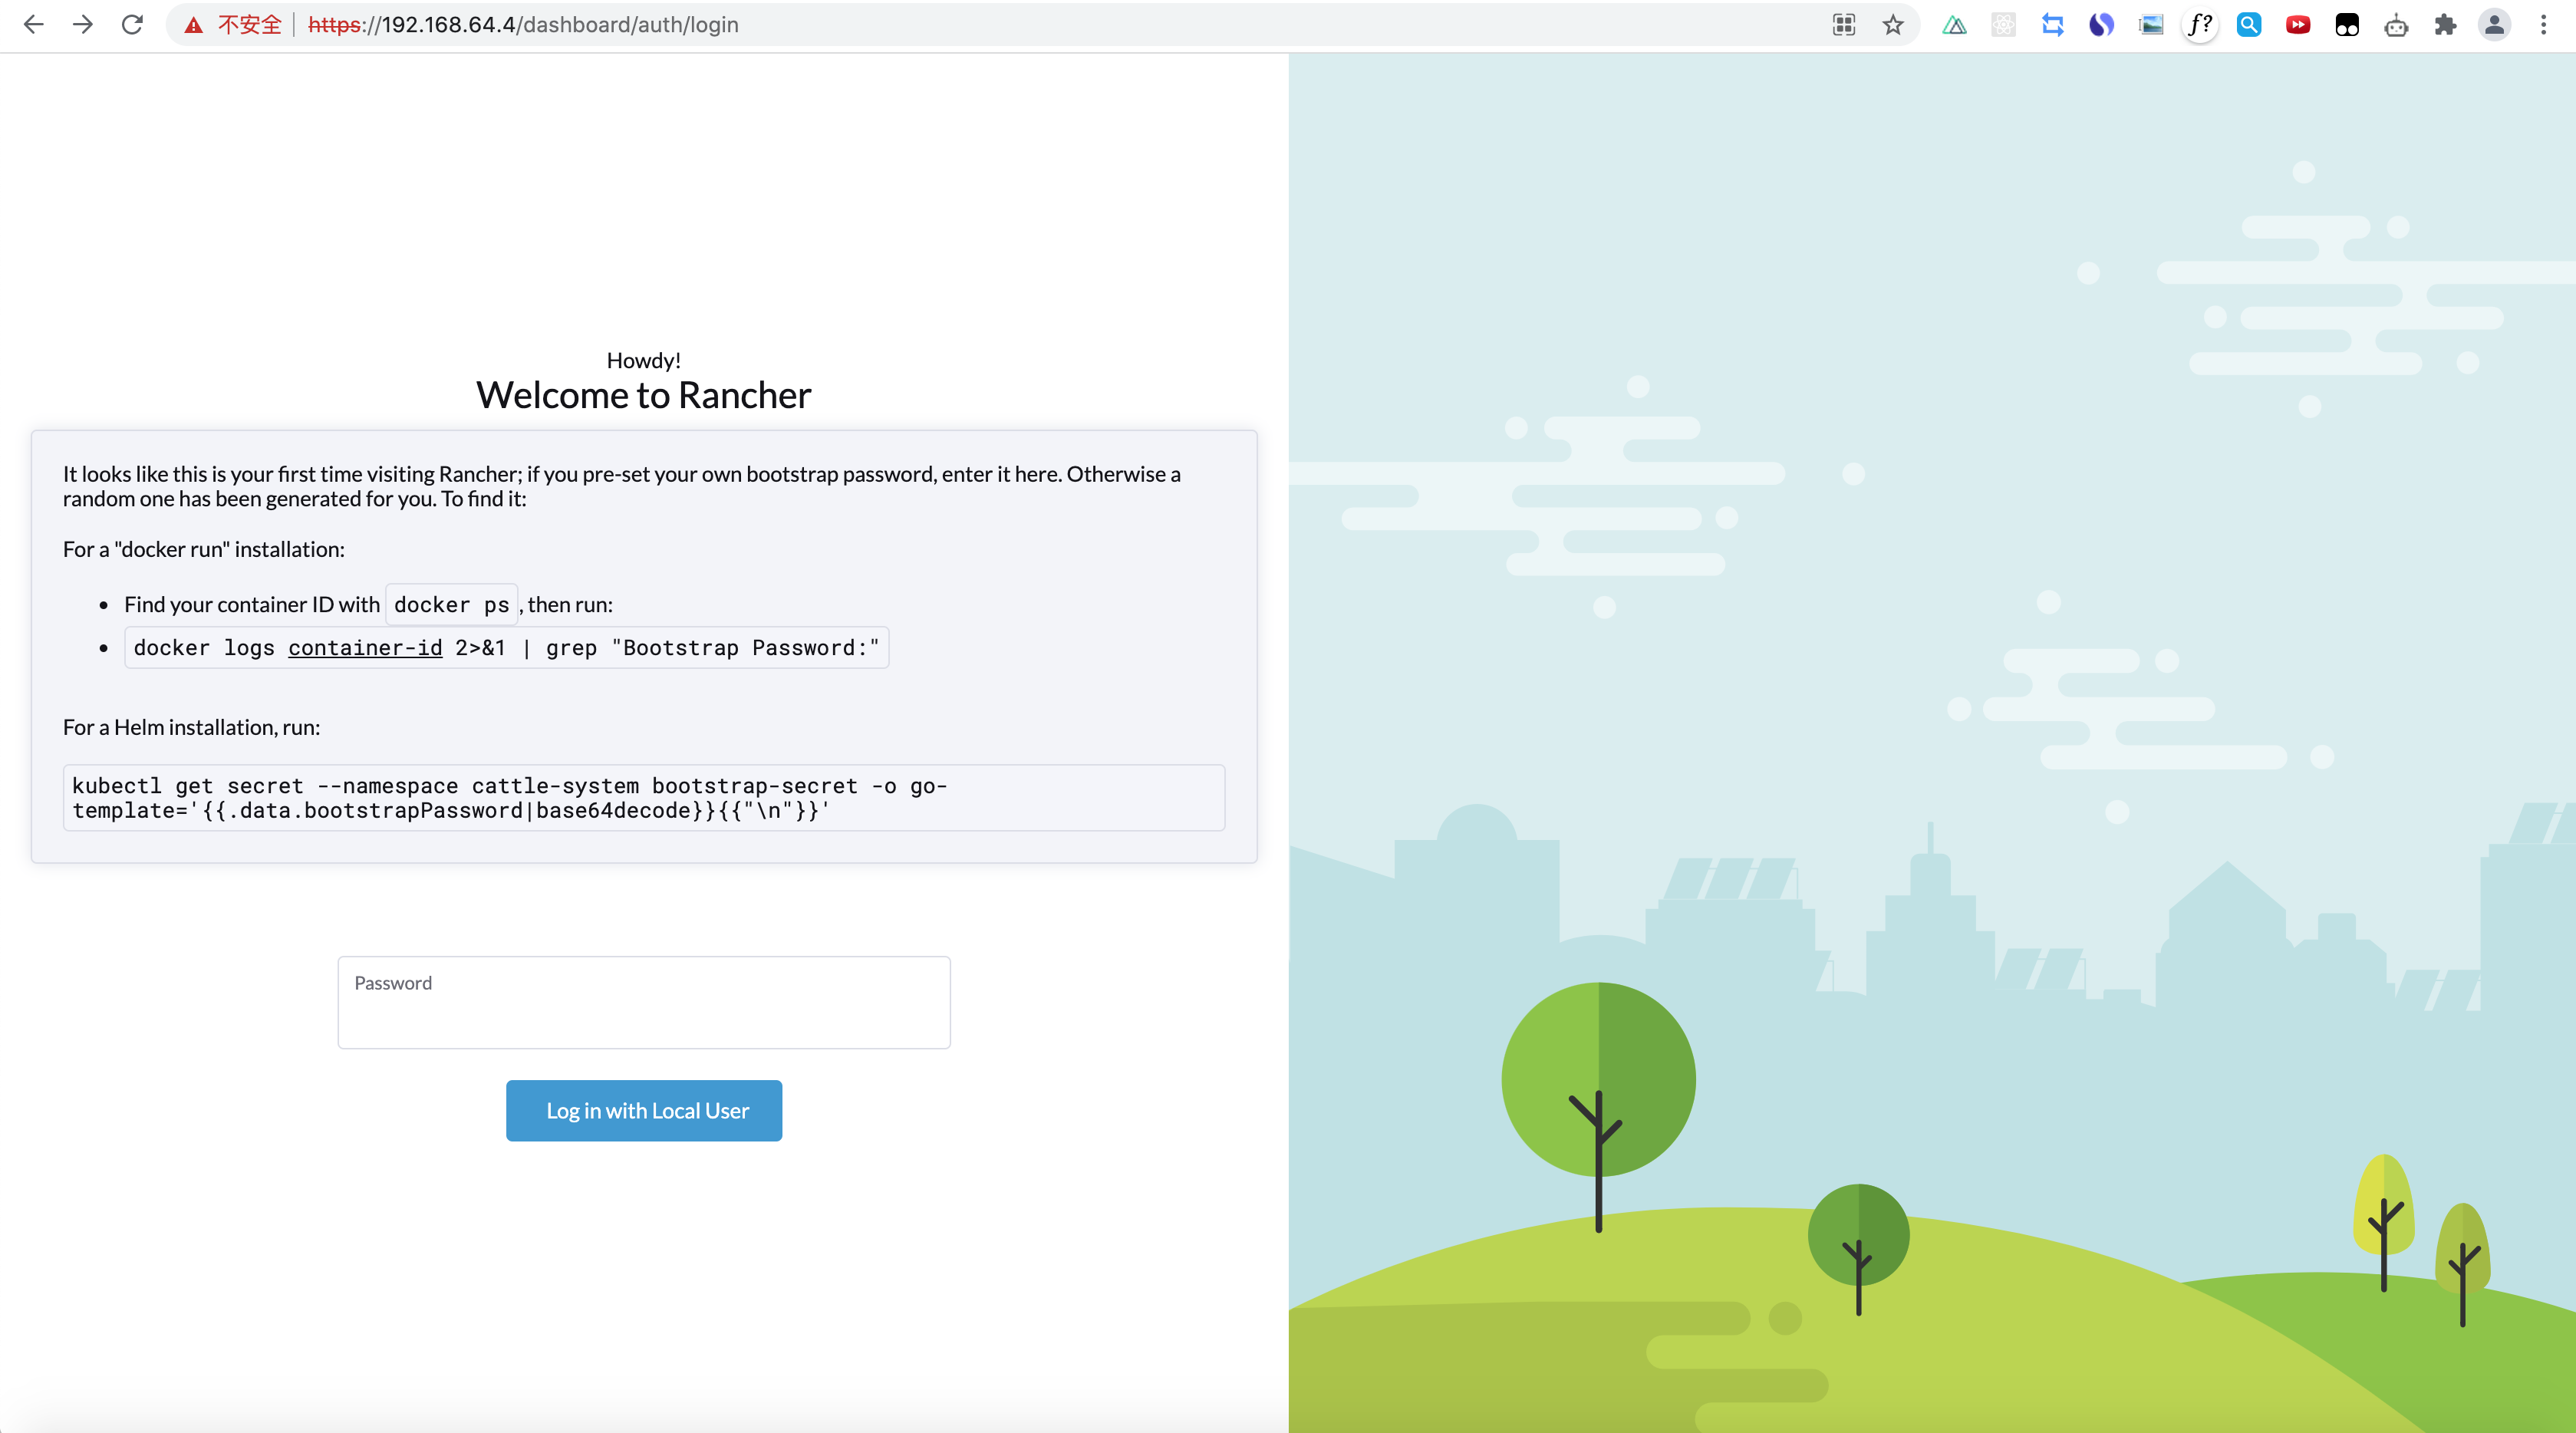 不安全 https://192.168.64.4/dashboard/auth/login
f?
Howdy!
Welcome to Rancher
It looks like this is your first time visiting Rancher; if you pre-set your own bootstrap password, enter it here. Otherwise a
random one has been generated for you. To find it:
For a "docker run" installation:
Find your container ID with docker ps , then run:
docker logs container-id 2>&1 | grep "Bootstrap Password:"
For a Helm installation, run:
kubectl get secret --namespace cattle-system bootstrap-secret -o go-
template='{{.data.bootstrapPassword|base64decode}}{{"\n"}}'
Password
Log in with Local User